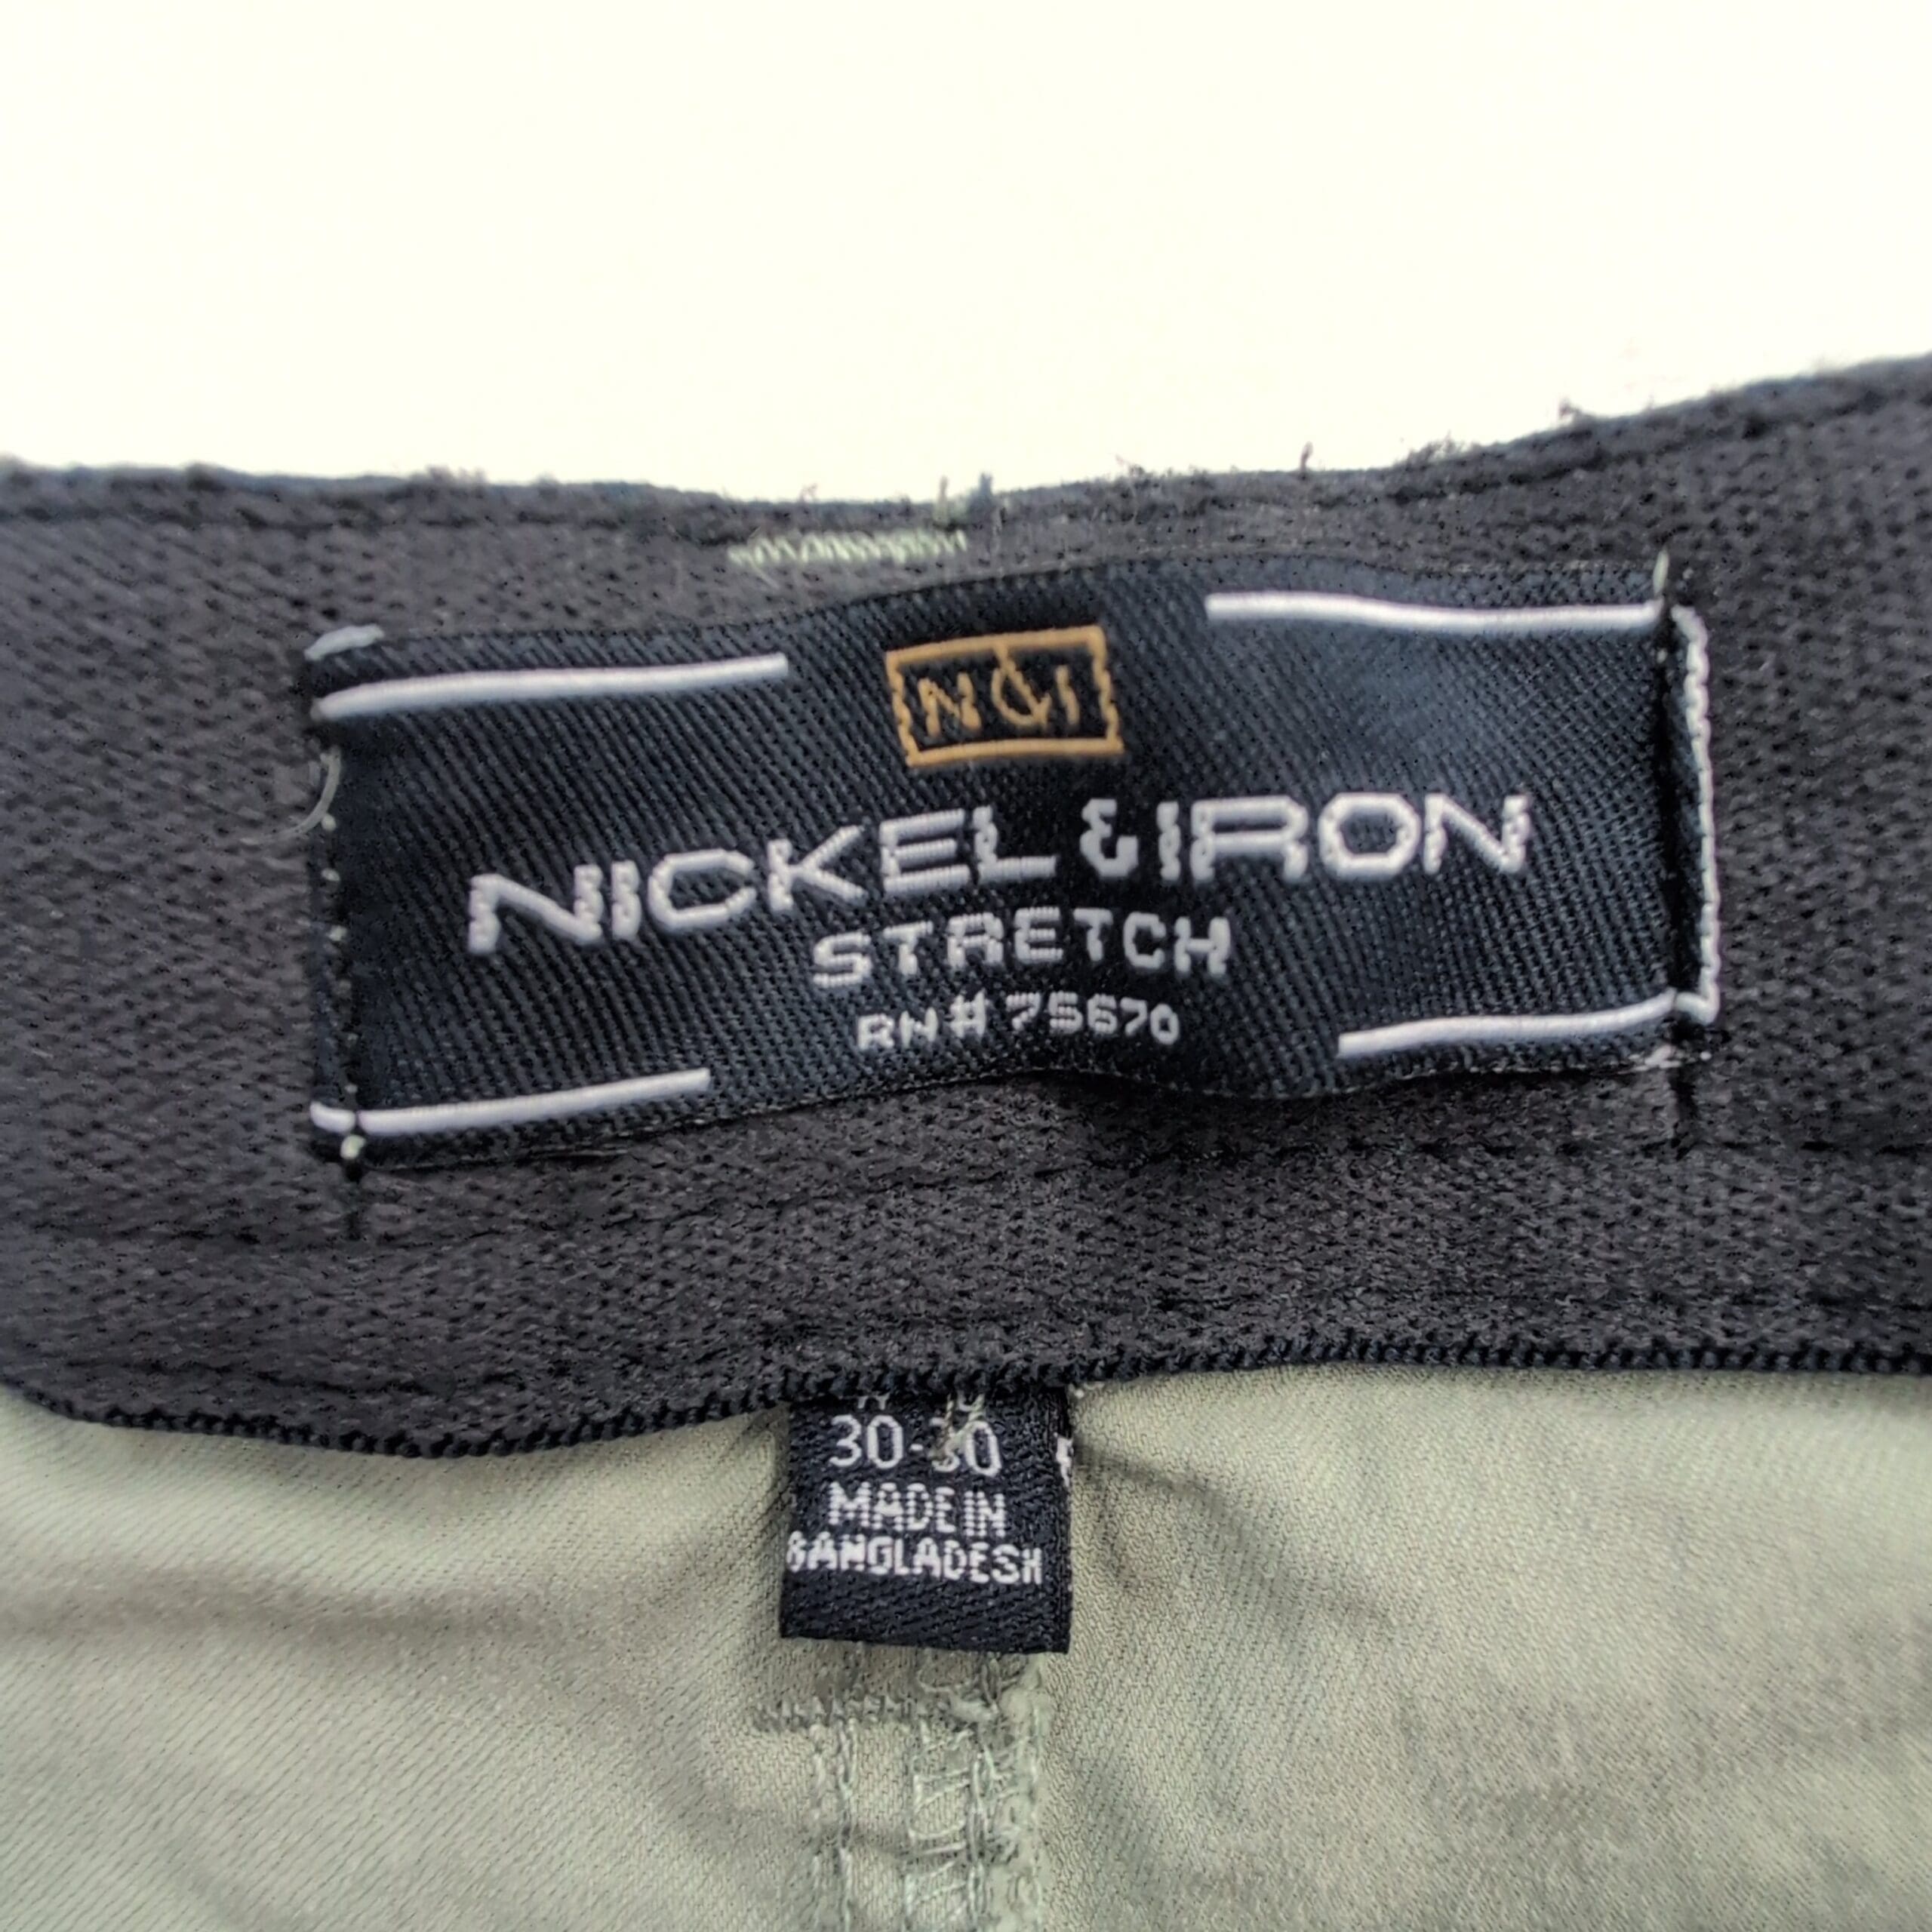 N&I
NICKEL & IRON
STRETCH
RN# 75670
30-30
MADE IN
BANGLADESH